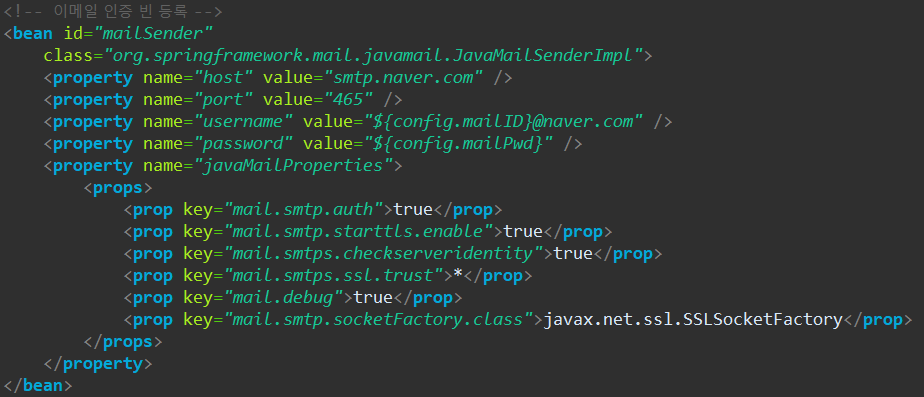 <!-- 이메일 인증 빈 등록 -->
<bean id="mailSender"
    class="org.springframework.mail.javamail.JavaMailSenderImpl">
    <property name="host" value="smtp.naver.com" />
    <property name="port" value="465" />
    <property name="username" value="${config.mailID}@naver.com" />
    <property name="password" value="${config.mailPwd}" />
    <property name="javaMailProperties">
        <props>
            <prop key="mail.smtp.auth">true</prop>
            <prop key="mail.smtp.starttls.enable">true</prop>
            <prop key="mail.smtps.checkserveridentity">true</prop>
            <prop key="mail.smtps.ssl.trust">*</prop>
            <prop key="mail.debug">true</prop>
            <prop key="mail.smtp.socketFactory.class">javax.net.ssl.SSLSocketFactory</prop>
        </props>
    </property>
</bean>